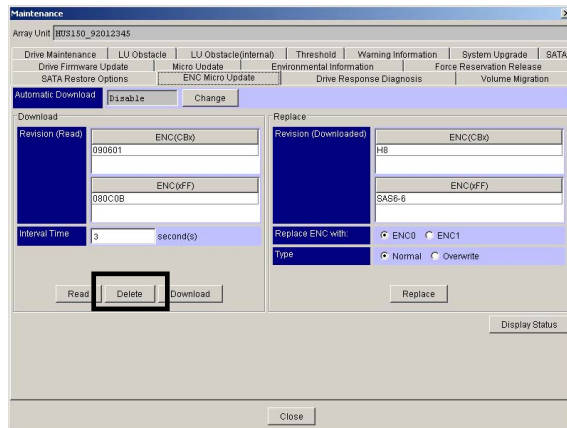 Maintenance
Array Unit HUS150_92012345
Drive Maintenance LU Obstacle LU Obstacle(internal) Threshold Warning Information System Upgrade SATA
Drive Firmware Update Micro Update Environmental Information Force Reservation Release
SATA Restore Options ENC Micro Update Drive Response Diagnosis Volume Migration
Automatic Download Disable Change
Download Replace
Revision (Read) ENC(CBx) Revision (Downloaded) ENC(CBx)
090601 H8
ENC(xFF) ENC(xFF)
080C0B SAS6-6
Interval Time 3 second(s) Replace ENC with: ENC0 ENC1
Type Normal Overwrite
Read Delete Download Replace
Display Status
Close